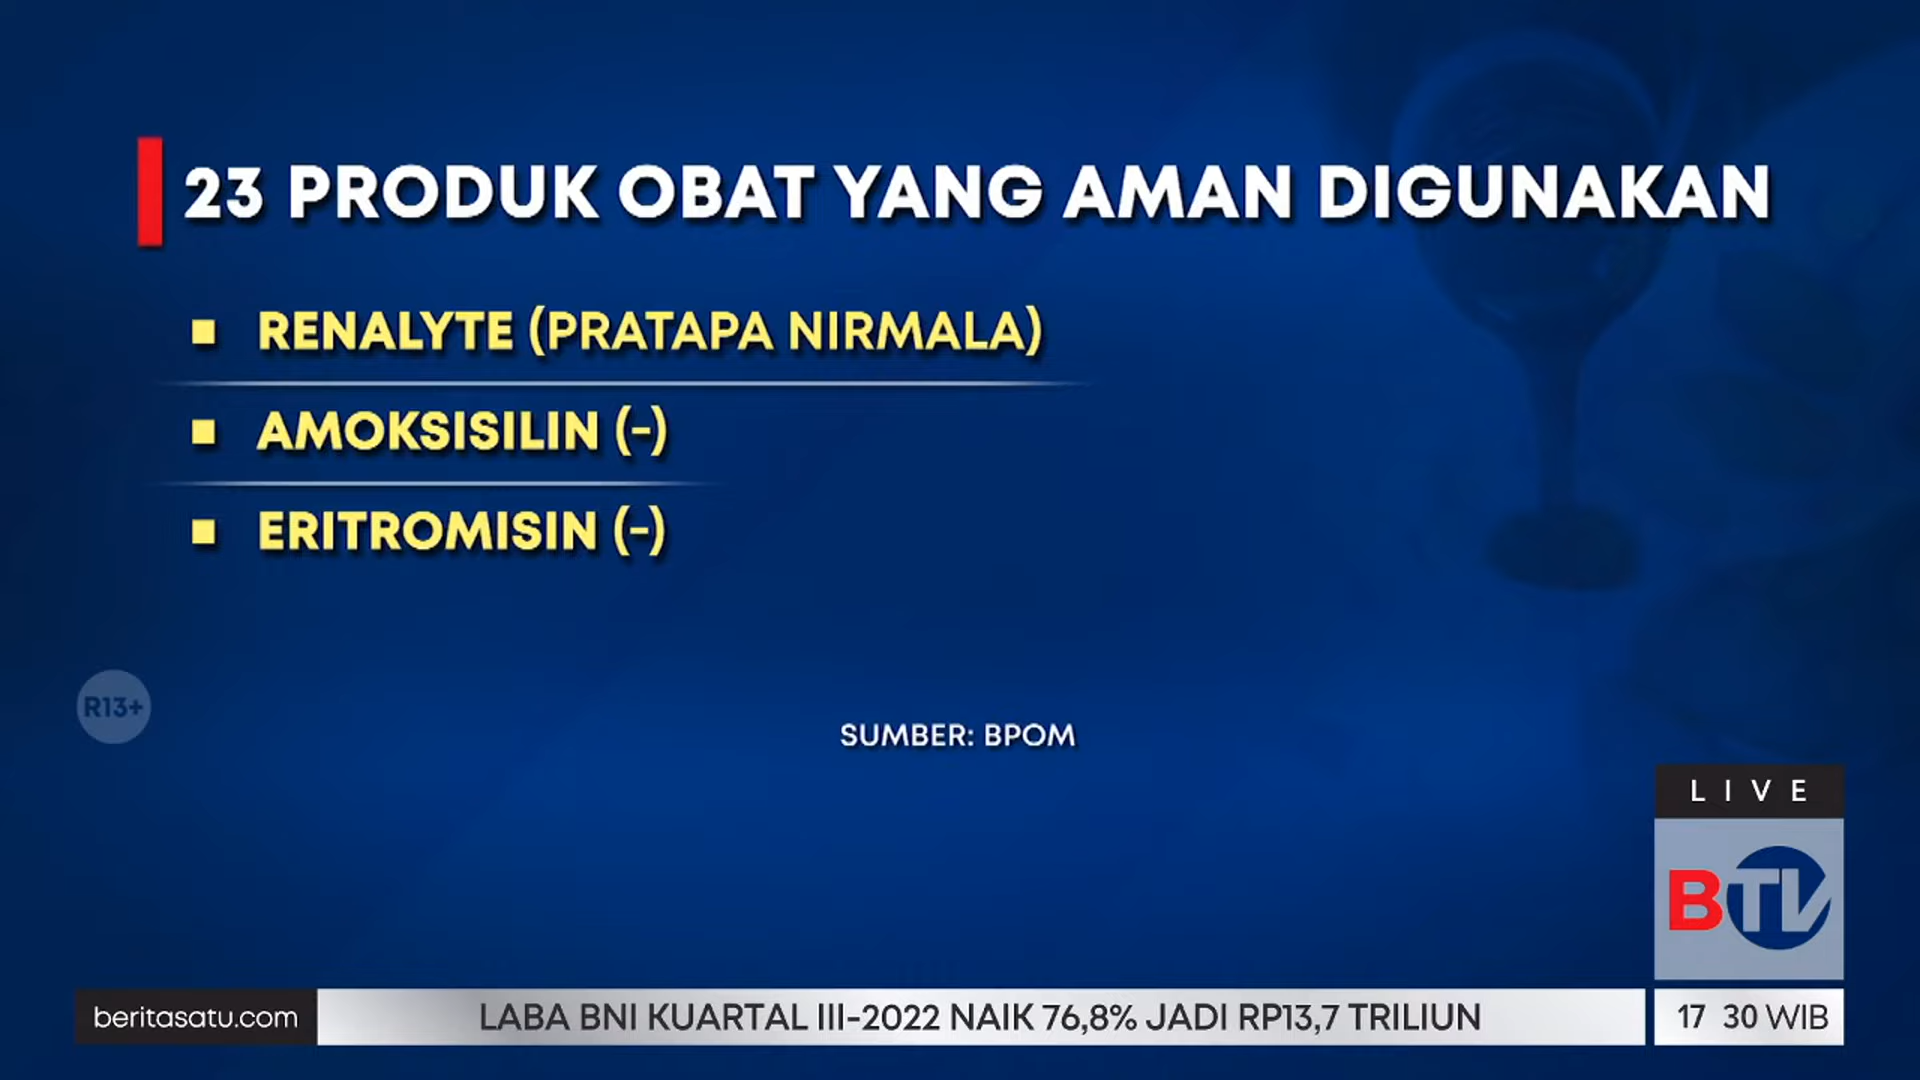 23 PRODUK OBAT YANG AMAN DIGUNAKAN
▪ RENALYTE (PRATAPA NIRMALA)
▪ AMOKSISILIN (-)
▪ ERITROMISIN (-)
R13+
SUMBER: BPOM
LIVE
BTV
beritasatu.com LABA BNI KUARTAL III-2022 NAIK 76,8% JADI RP13,7 TRILIUN 17 30 WIB